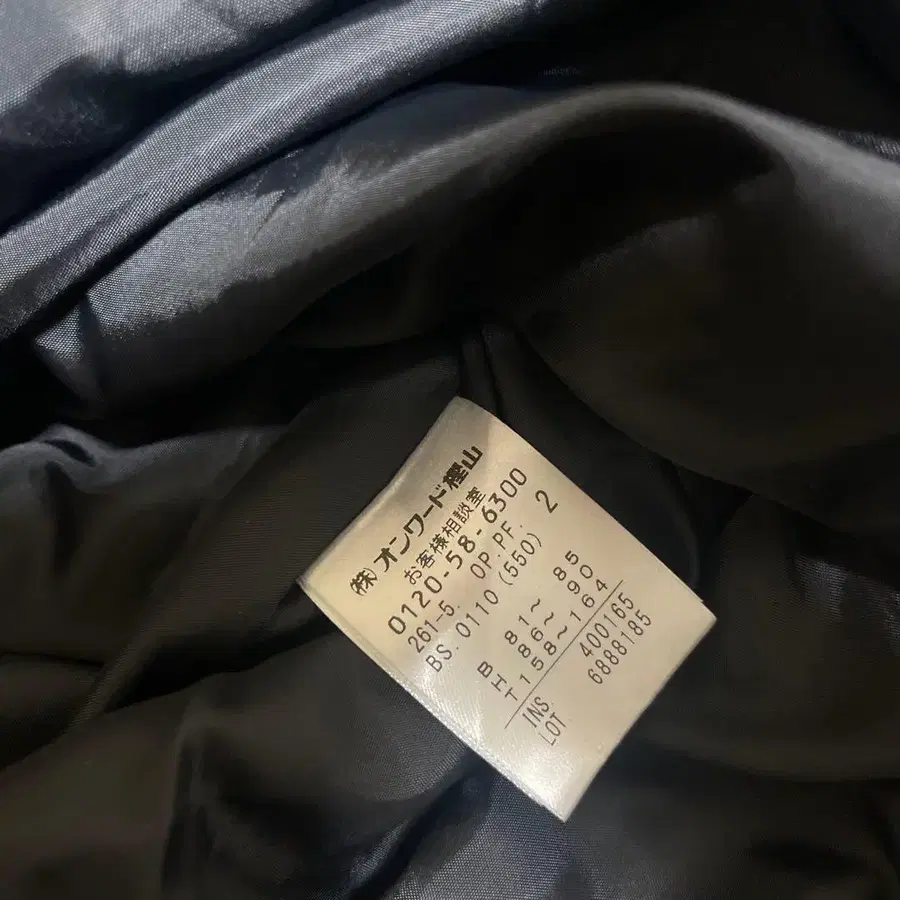 (株)オンワード樫山
お客様相談室
0120-58-6300
261-5. OP.PF. 2
BS. 0110 (550)
B 81~ 85
H 86~ 90
T 158~164
INS 400165
LOT 6888185